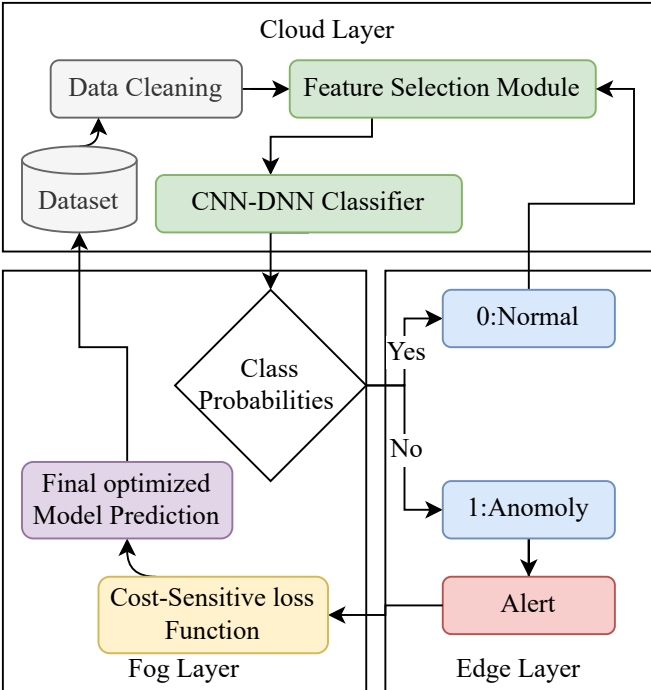 Cloud Layer
Data Cleaning
Feature Selection Module
Dataset
CNN-DNN Classifier
0:Normal
Yes
Class
Probabilities
No
Final optimized
Model Prediction
1:Anomoly
Cost-Sensitive loss
Function
Alert
Fog Layer
Edge Layer